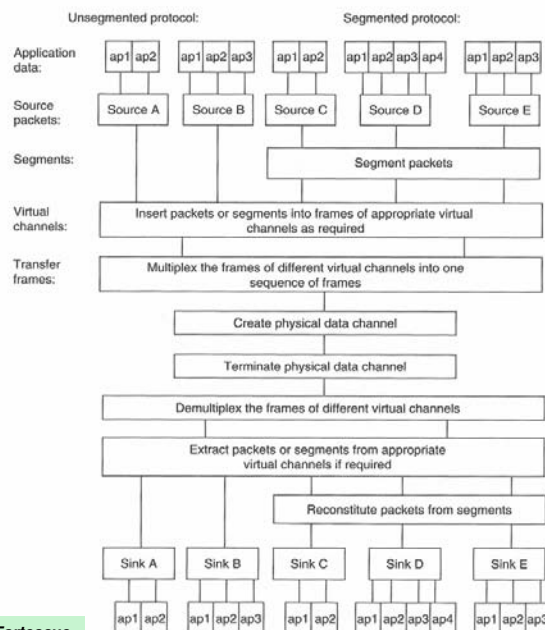 Unsegmented protocol: Segmented protocol:
Application data: ap1 ap2 ap1 ap2 ap3 ap1 ap2 ap1 ap2 ap3 ap4 ap1 ap2 ap3
Source packets: Source A Source B Source C Source D Source E
Segments: Segment packets
Virtual channels: Insert packets or segments into frames of appropriate virtual
channels as required
Transfer frames: Multiplex the frames of different virtual channels into one
sequence of frames
Create physical data channel
Terminate physical data channel
Demultiplex the frames of different virtual channels
Extract packets or segments from appropriate
virtual channels if required
Reconstitute packets from segments
Sink A Sink B Sink C Sink D Sink E
ap1 ap2 ap1 ap2 ap3 ap1 ap2 ap1 ap2 ap3 ap4 ap1 ap2 ap3